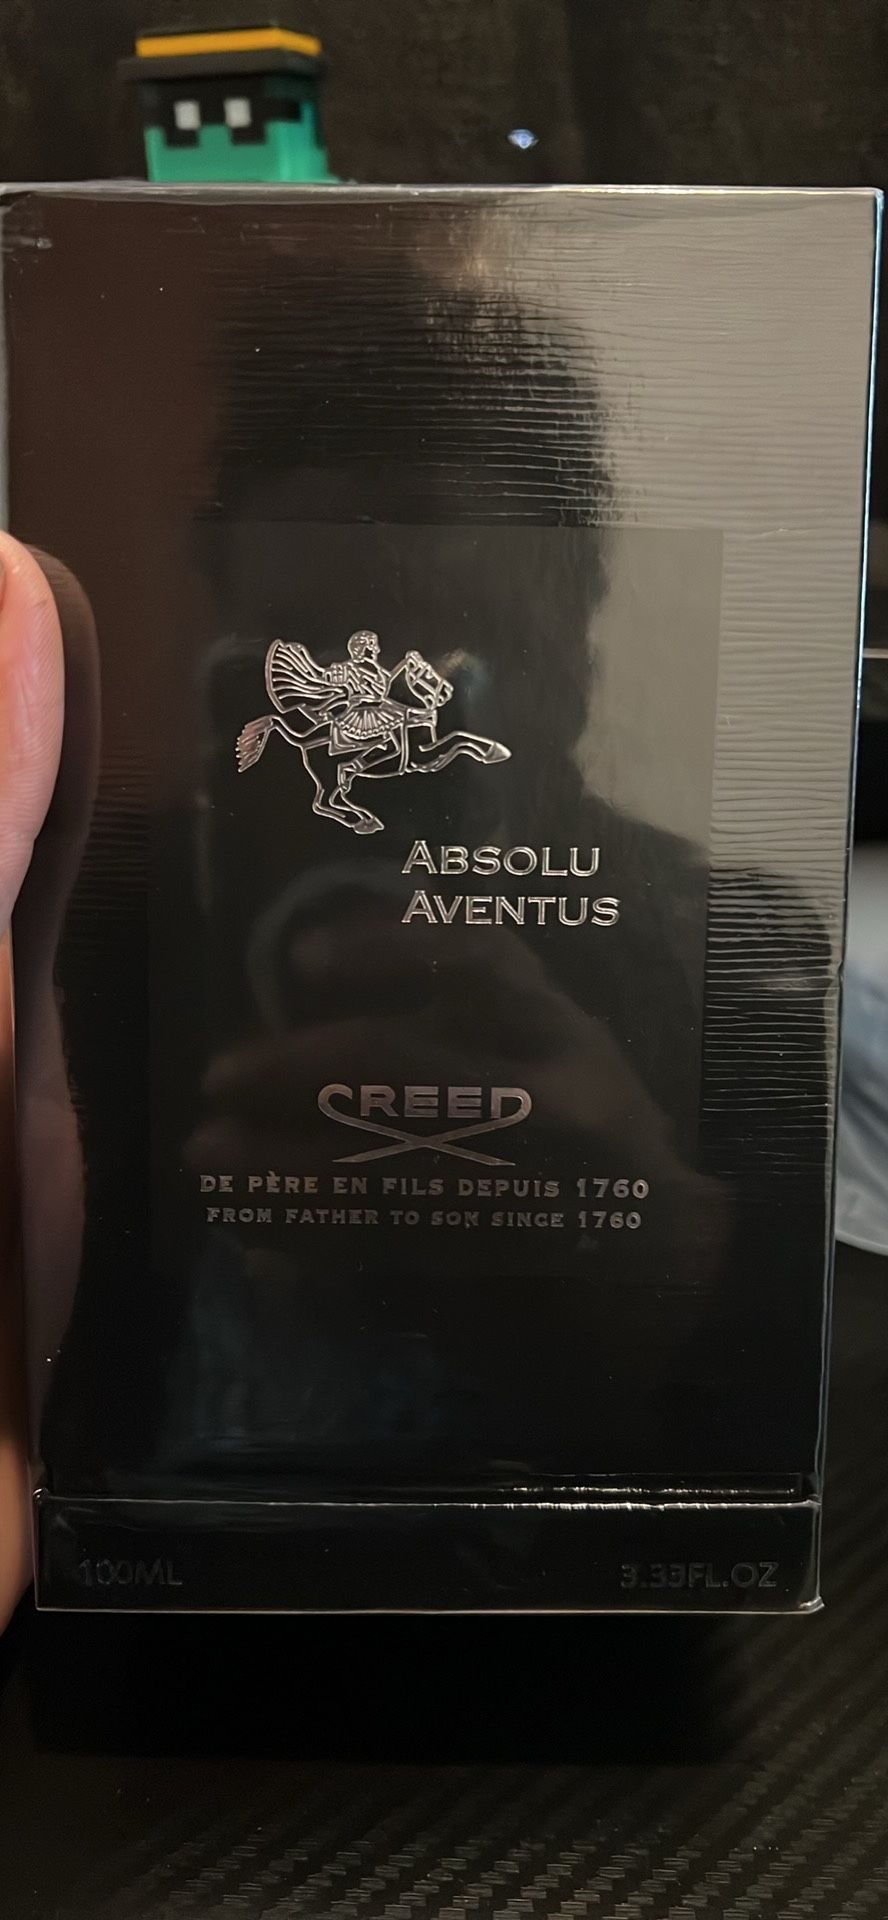 ABSOLU
AVENTUS
CREED
DE PÈRE EN FILS DEPUIS 1760
FROM FATHER TO SON SINCE 1760
100ML 3.33FL.OZ